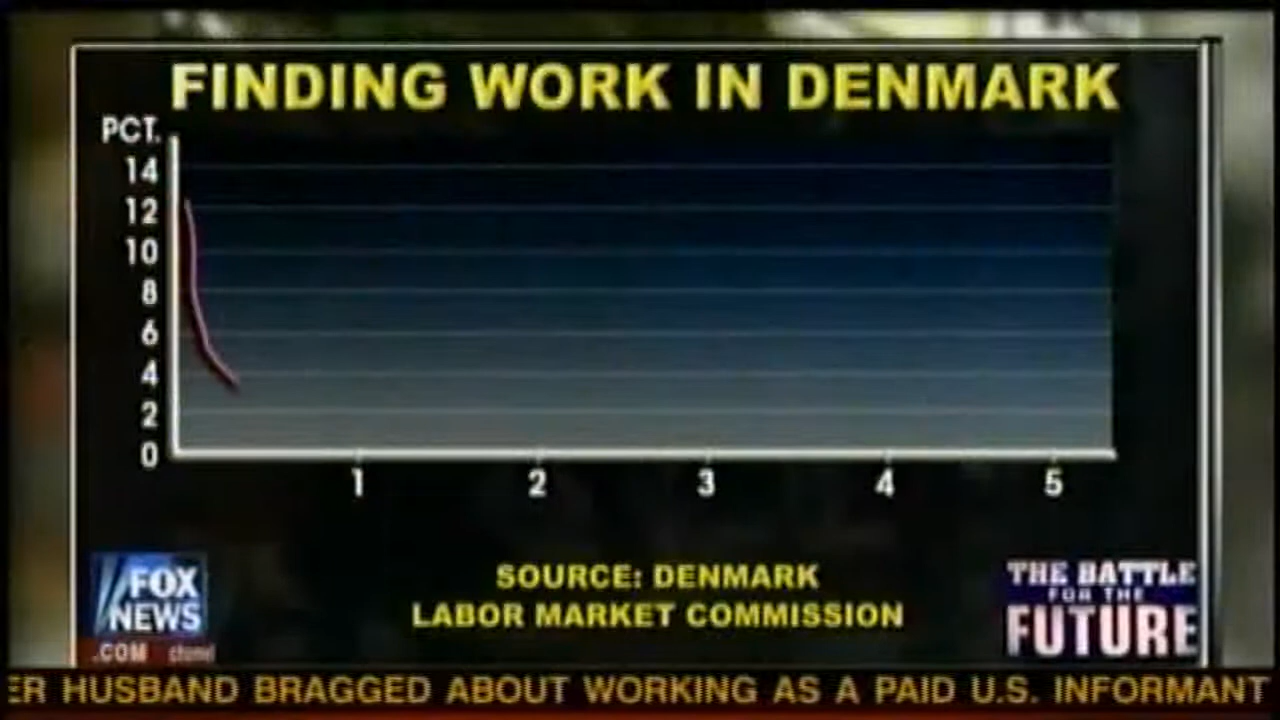 FINDING WORK IN DENMARK
PCT.
14
12
10
8
6
4
2
0
1 2 3 4 5
SOURCE: DENMARK
LABOR MARKET COMMISSION
FOX
NEWS
.COM
THE BATTLE
FOR THE
FUTURE
ER HUSBAND BRAGGED ABOUT WORKING AS A PAID U.S. INFORMANT